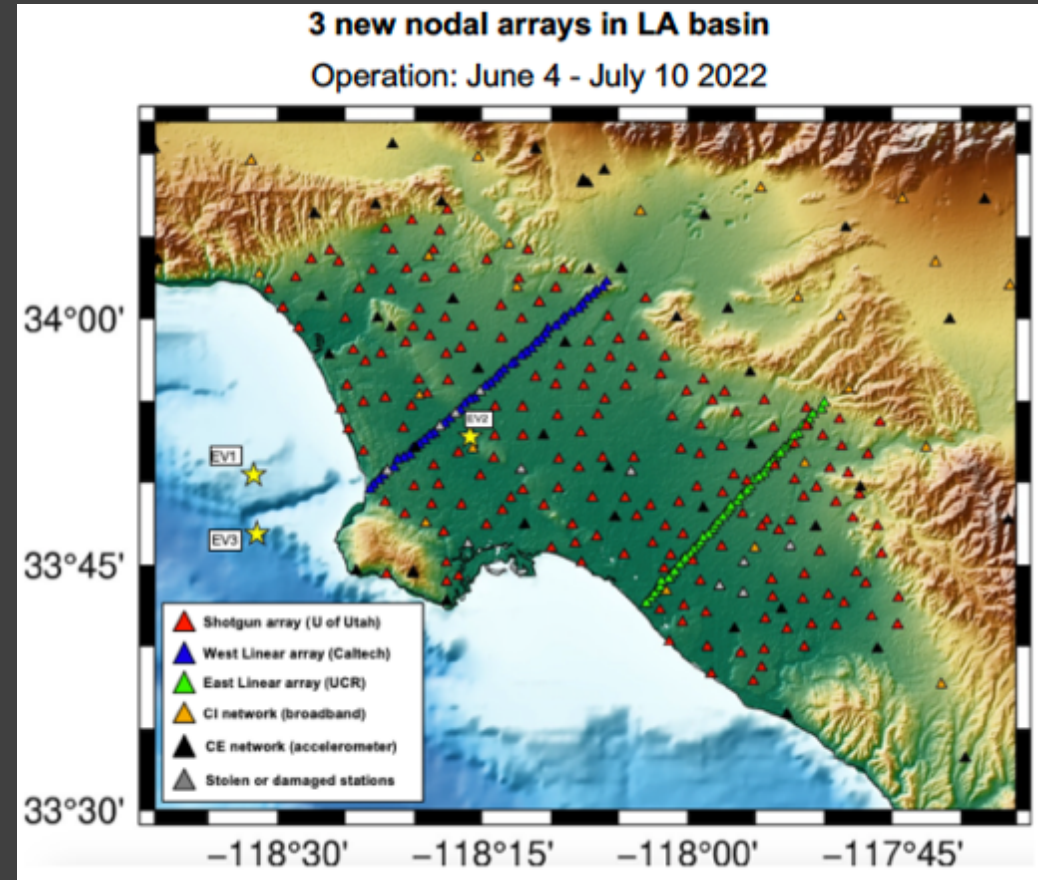 3 new nodal arrays in LA basin
Operation: June 4 - July 10 2022
EV2
EV1
EV3
34°00'
33°45'
33°30'
Shotgun array (U of Utah)
West Linear array (Caltech)
East Linear array (UCR)
CI network (broadband)
CE network (accelerometer)
Stolen or damaged stations
−118°30' −118°15' −118°00' −117°45'